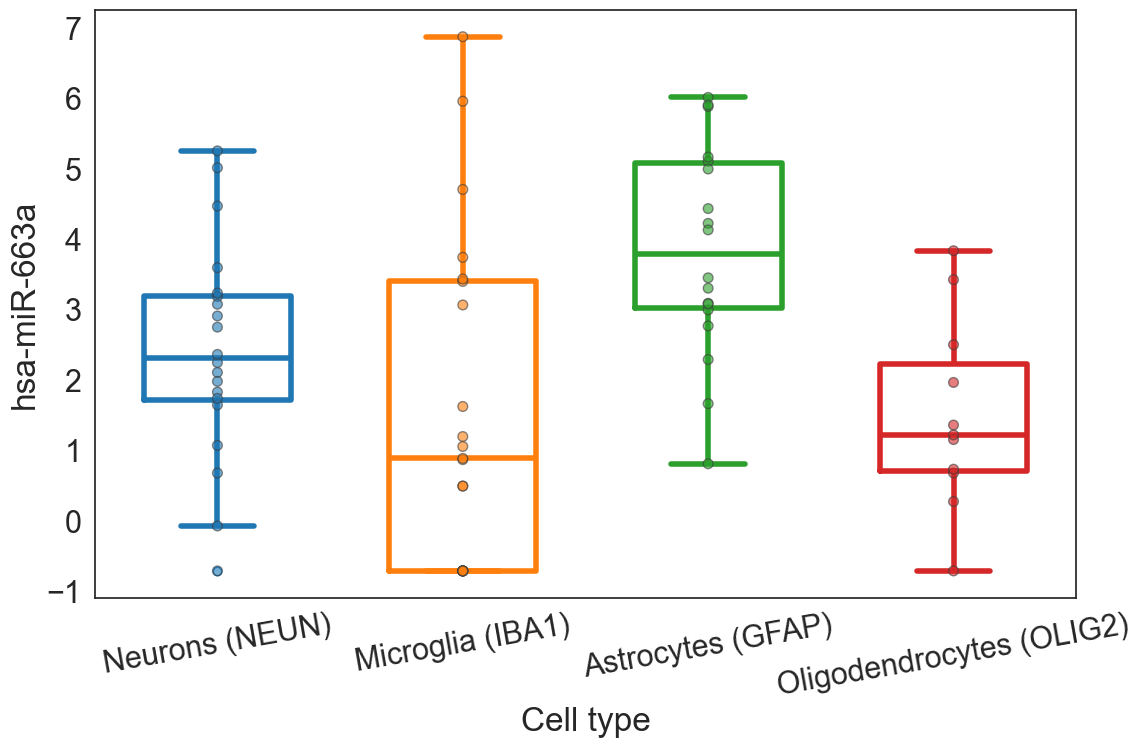 hsa-miR-663a
7
6
5
4
3
2
1
0
−1
Neurons (NEUN)
Microglia (IBA1)
Astrocytes (GFAP)
Oligodendrocytes (OLIG2)
Cell type